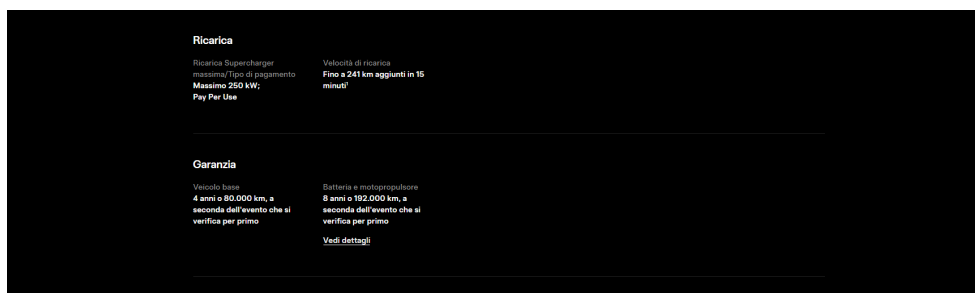 Ricarica
Ricarica Supercharger
massima/Tipo di pagamento
Massimo 250 kW;
Pay Per Use
Velocità di ricarica
Fino a 241 km aggiunti in 15
minuti¹
Garanzia
Veicolo base
4 anni o 80.000 km, a
seconda dell'evento che si
verifica per primo
Batteria e motopropulsore
8 anni o 192.000 km, a
seconda dell'evento che si
verifica per primo
Vedi dettagli